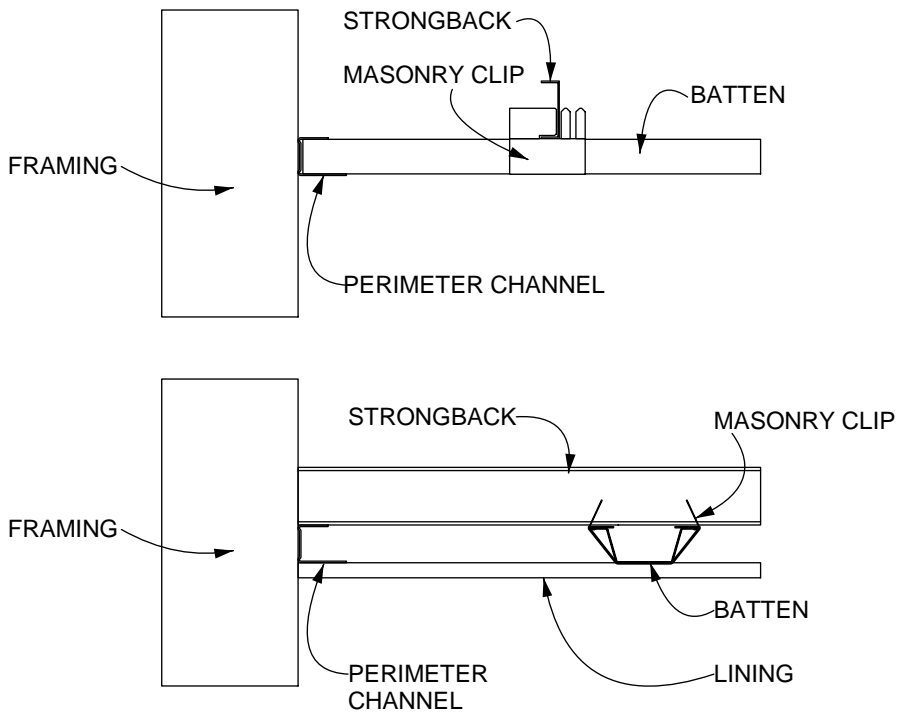 STRONGBACK
MASONRY CLIP
BATTEN
FRAMING
PERIMETER CHANNEL
STRONGBACK
MASONRY CLIP
FRAMING
BATTEN
PERIMETER
CHANNEL
LINING